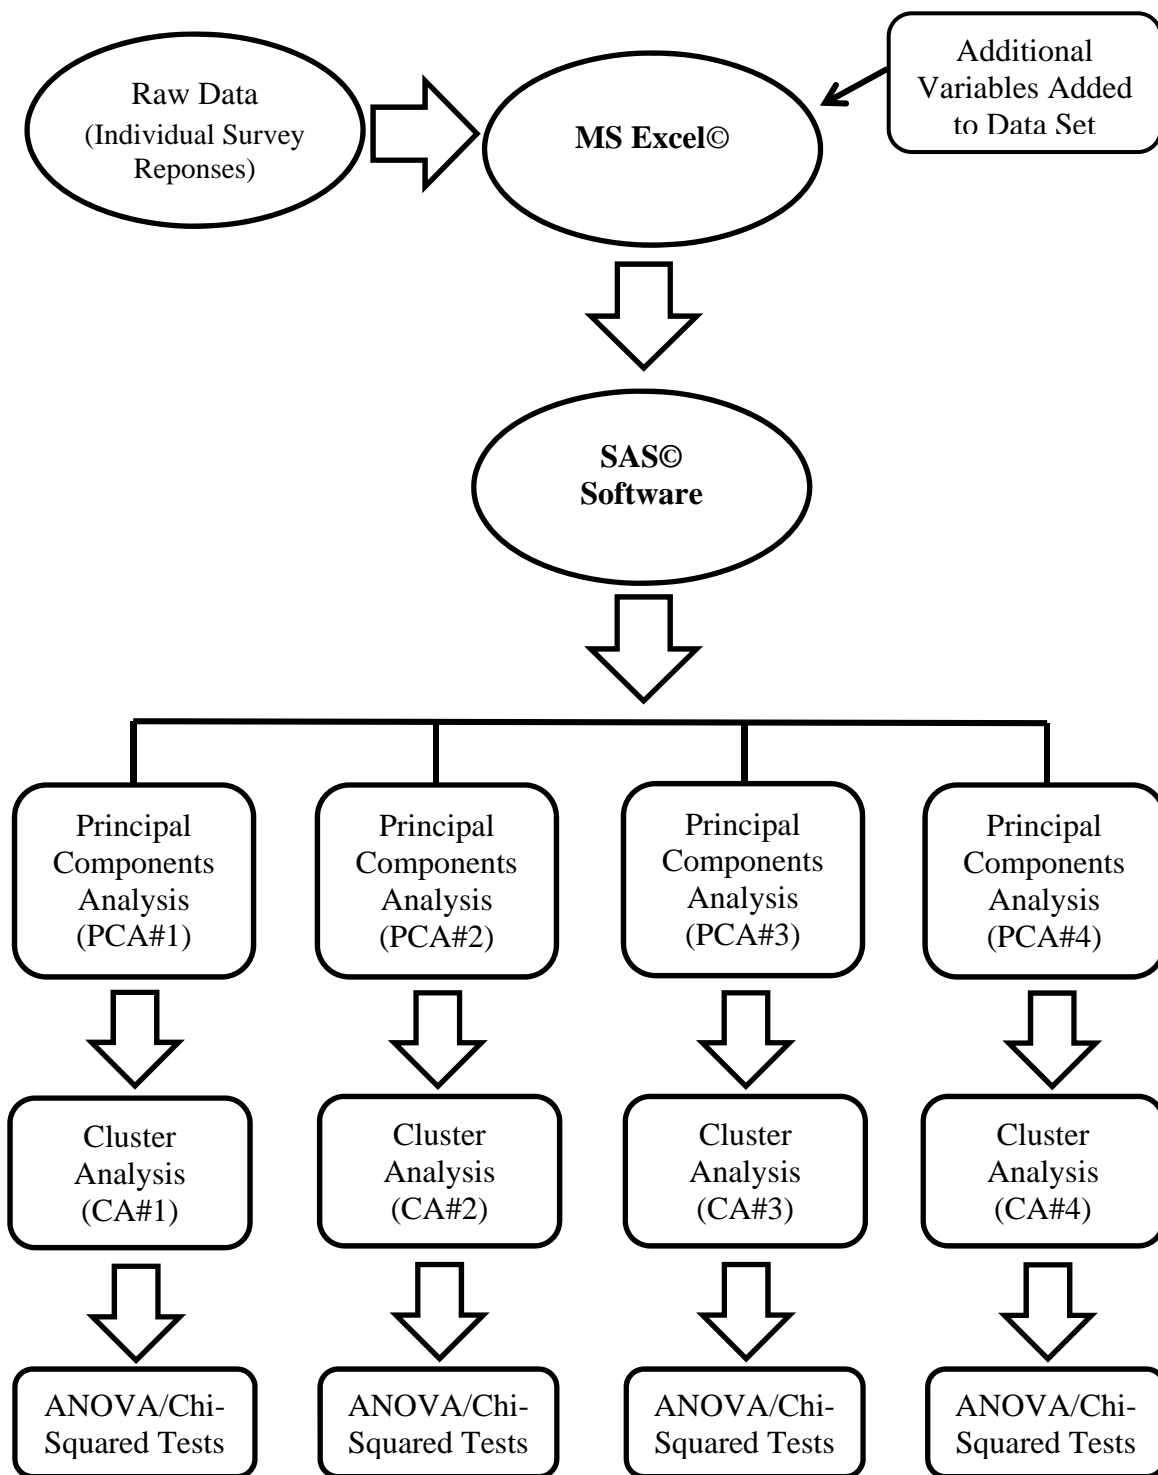 Raw Data
(Individual Survey
Reponses)
MS Excel©
Additional
Variables Added
to Data Set
SAS©
Software
Principal
Components
Analysis
(PCA#1)
Principal
Components
Analysis
(PCA#2)
Principal
Components
Analysis
(PCA#3)
Principal
Components
Analysis
(PCA#4)
Cluster
Analysis
(CA#1)
Cluster
Analysis
(CA#2)
Cluster
Analysis
(CA#3)
Cluster
Analysis
(CA#4)
ANOVA/Chi-
Squared Tests
ANOVA/Chi-
Squared Tests
ANOVA/Chi-
Squared Tests
ANOVA/Chi-
Squared Tests